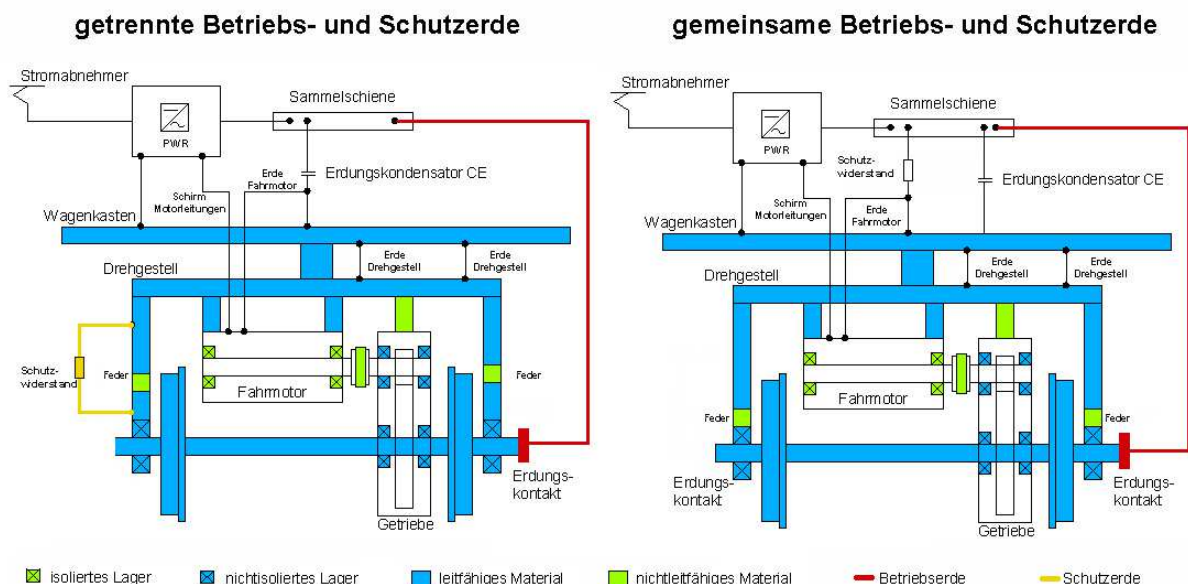 getrennte Betriebs- und Schutzerde
Stromabnehmer
Sammelschiene
PWR
Erde
Fahrmotor
Erdungskondensator CE
Schirm
Motorleitungen
Wagenkasten
Drehgestell
Erde
Drehgestell
Erde
Drehgestell
Schutz-
widerstand
Feder
Feder
Fahrmotor
Erdungs-
kontakt
Getriebe
gemeinsame Betriebs- und Schutzerde
Stromabnehmer
Sammelschiene
PWR
Schutz-
widerstand
Erdungskondensator CE
Schirm
Motorleitungen
Erde
Fahrmotor
Wagenkasten
Drehgestell
Erde
Drehgestell
Erde
Drehgestell
Fahrmotor
Feder
Feder
Erdungs-
kontakt
Erdungs-
kontakt
Getriebe
isoliertes Lager
nichtisoliertes Lager
leitfähiges Material
nichtleitfähiges Material
Betriebserde
Schutzerde